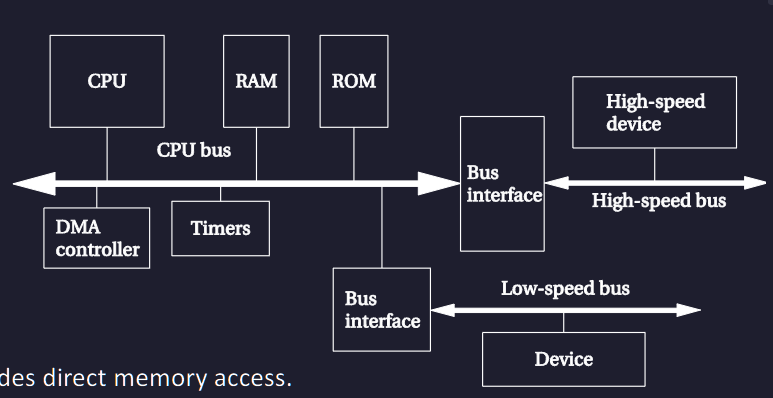 CPU
RAM
ROM
High-speed
device
CPU bus
Bus
interface
High-speed bus
DMA
controller
Timers
Bus
interface
Low-speed bus
Device
des direct memory access.